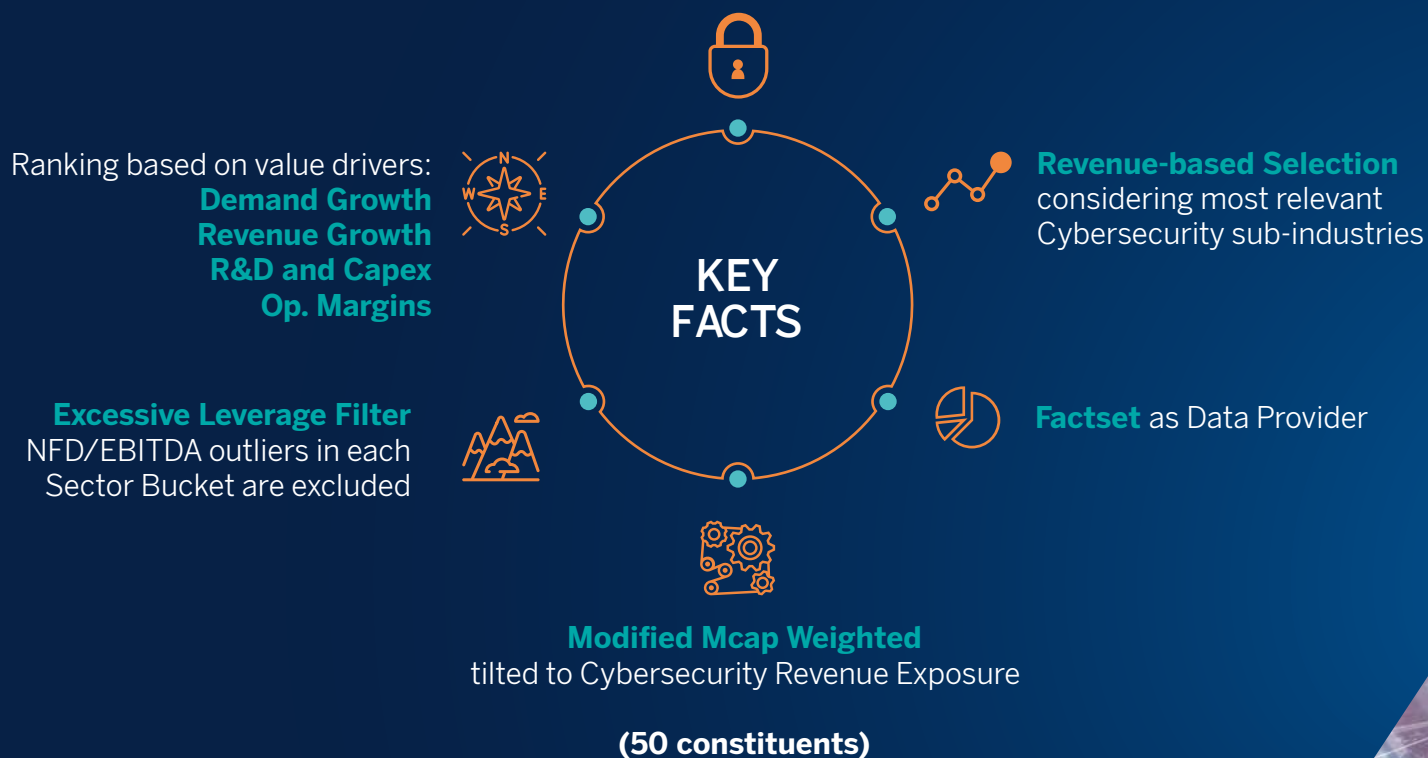 KEY
FACTS
Ranking based on value drivers:
Demand Growth
Revenue Growth
R&D and Capex
Op. Margins
N
W
E
S
Revenue-based Selection
considering most relevant
Cybersecurity sub-industries
Excessive Leverage Filter
NFD/EBITDA outliers in each
Sector Bucket are excluded
Factset as Data Provider
Modified Mcap Weighted
tilted to Cybersecurity Revenue Exposure
(50 constituents)